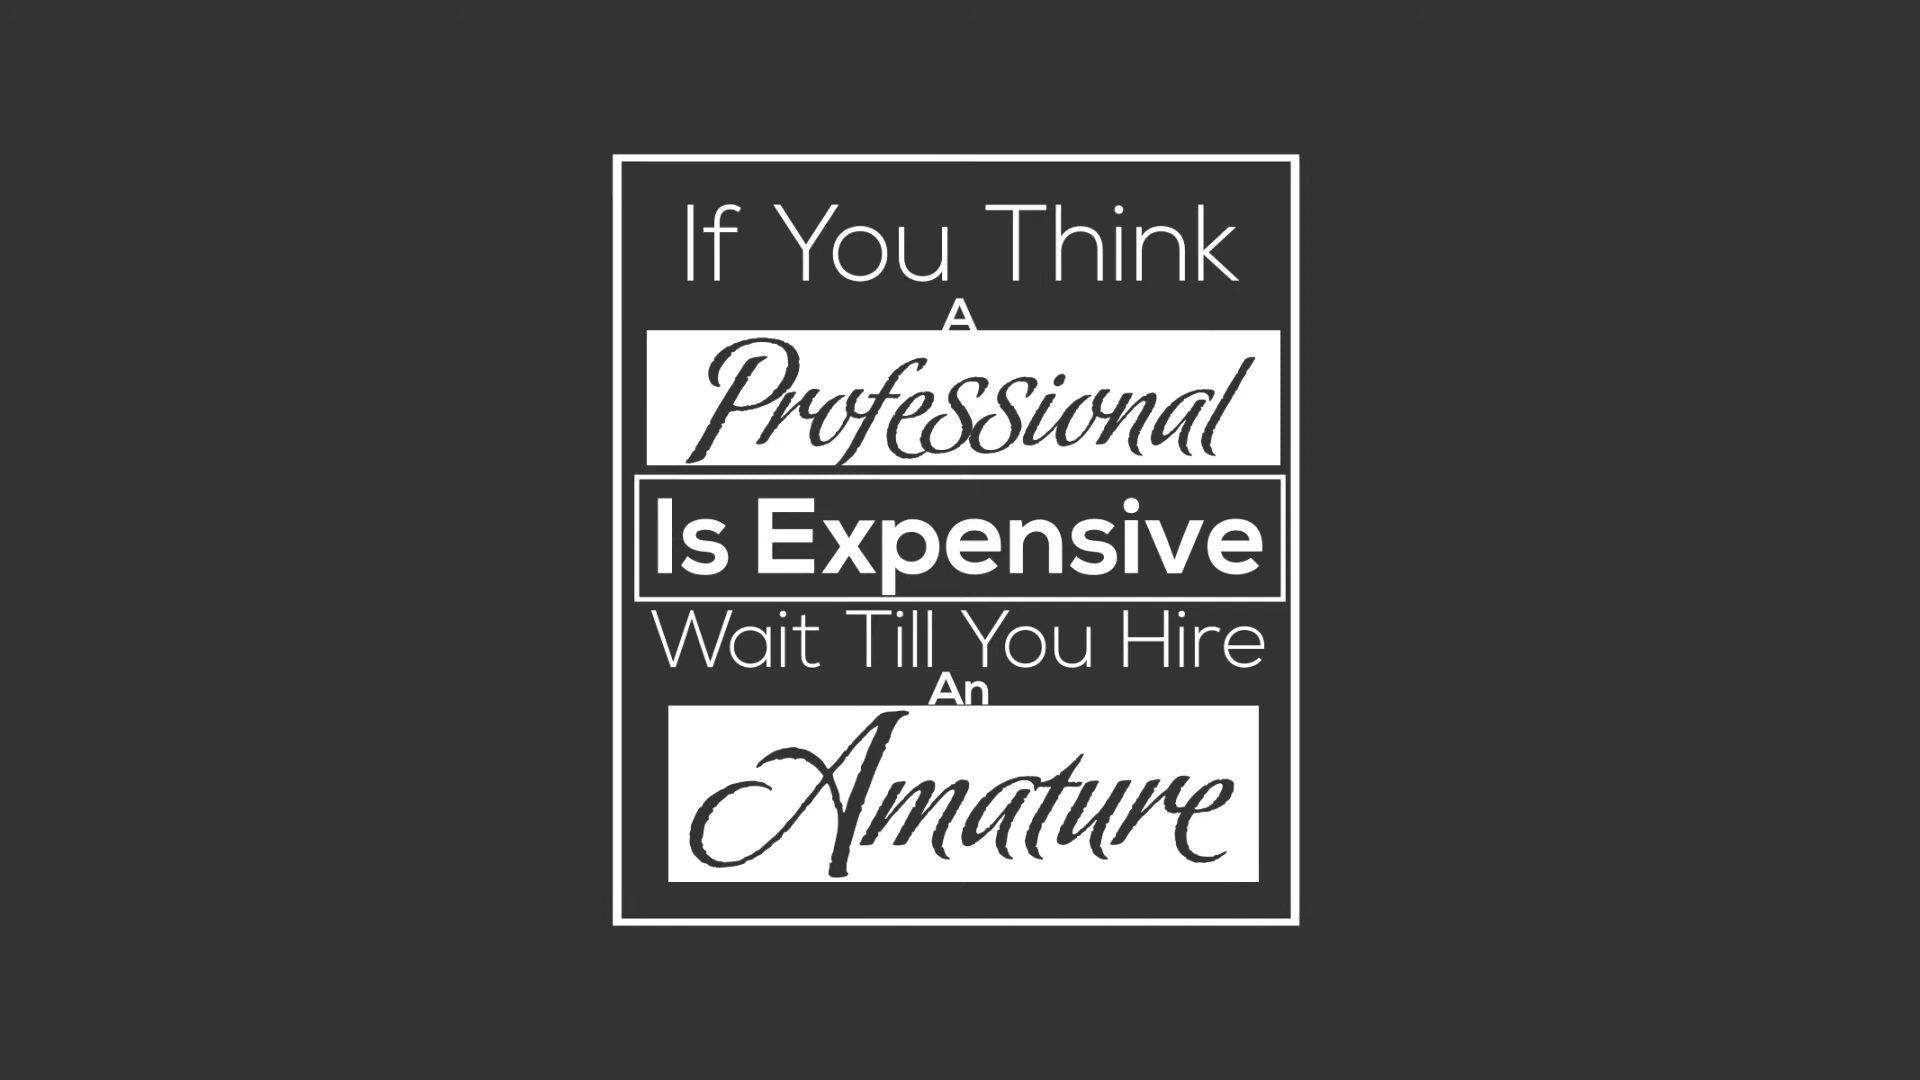 If You Think
A
Professional
Is Expensive
Wait Till You Hire
An
Amature